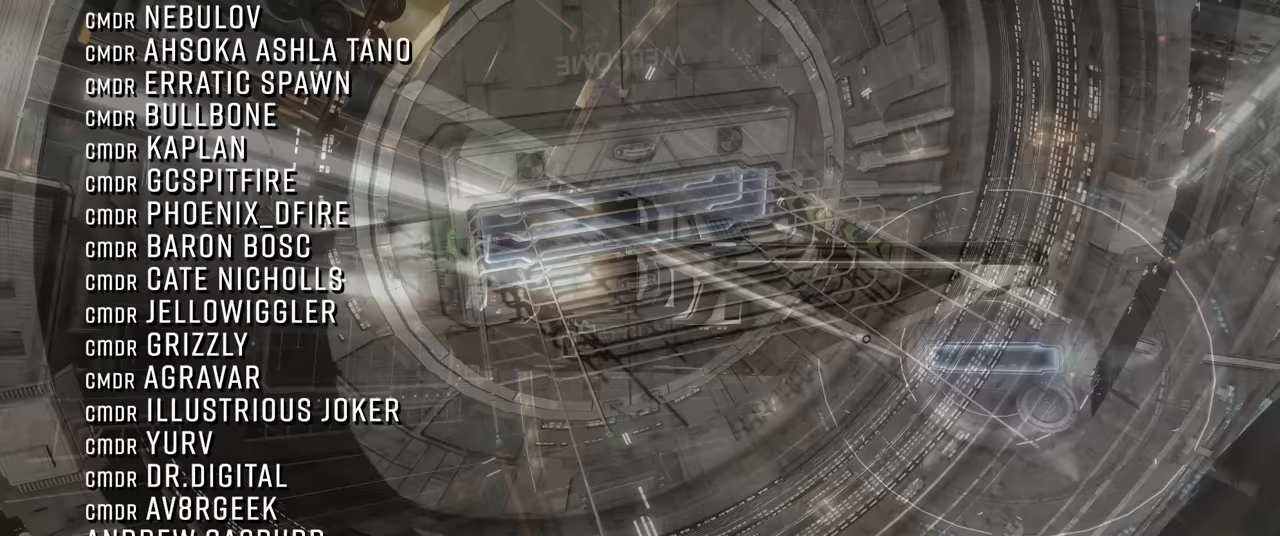 CMDR NEBULOV
CMDR AHSOKA ASHLA TANO
CMDR ERRATIC SPAWN
CMDR BULLBONE
CMDR KAPLAN
CMDR GCSPITFIRE
CMDR PHOENIX_DFIRE
CMDR BARON BOSC
CMDR CATE NICHOLLS
CMDR JELLOWIGGLER
CMDR GRIZZLY
CMDR AGRAVAR
CMDR ILLUSTRIOUS JOKER
CMDR YURV
CMDR DR.DIGITAL
CMDR AV8RGEEK
ANDREW
WELCOME